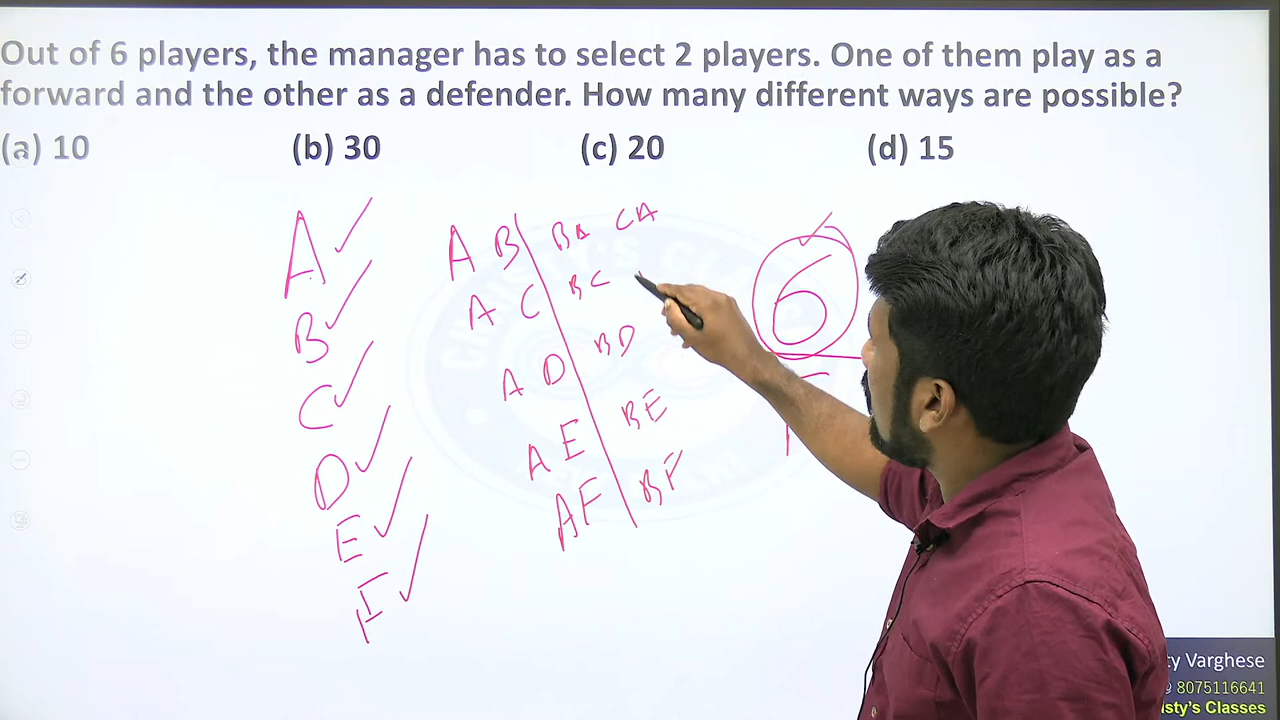 Out of 6 players, the manager has to select 2 players. One of them play as a
forward and the other as a defender. How many different ways are possible?
(a) 10 (b) 30 (c) 20 (d) 15
A
B
C
D
E
F
A B
A C
A D
A E
A F
BA
BC
BD
BE
BF
CA
6
ty Varghese
8075116641
isty's Classes